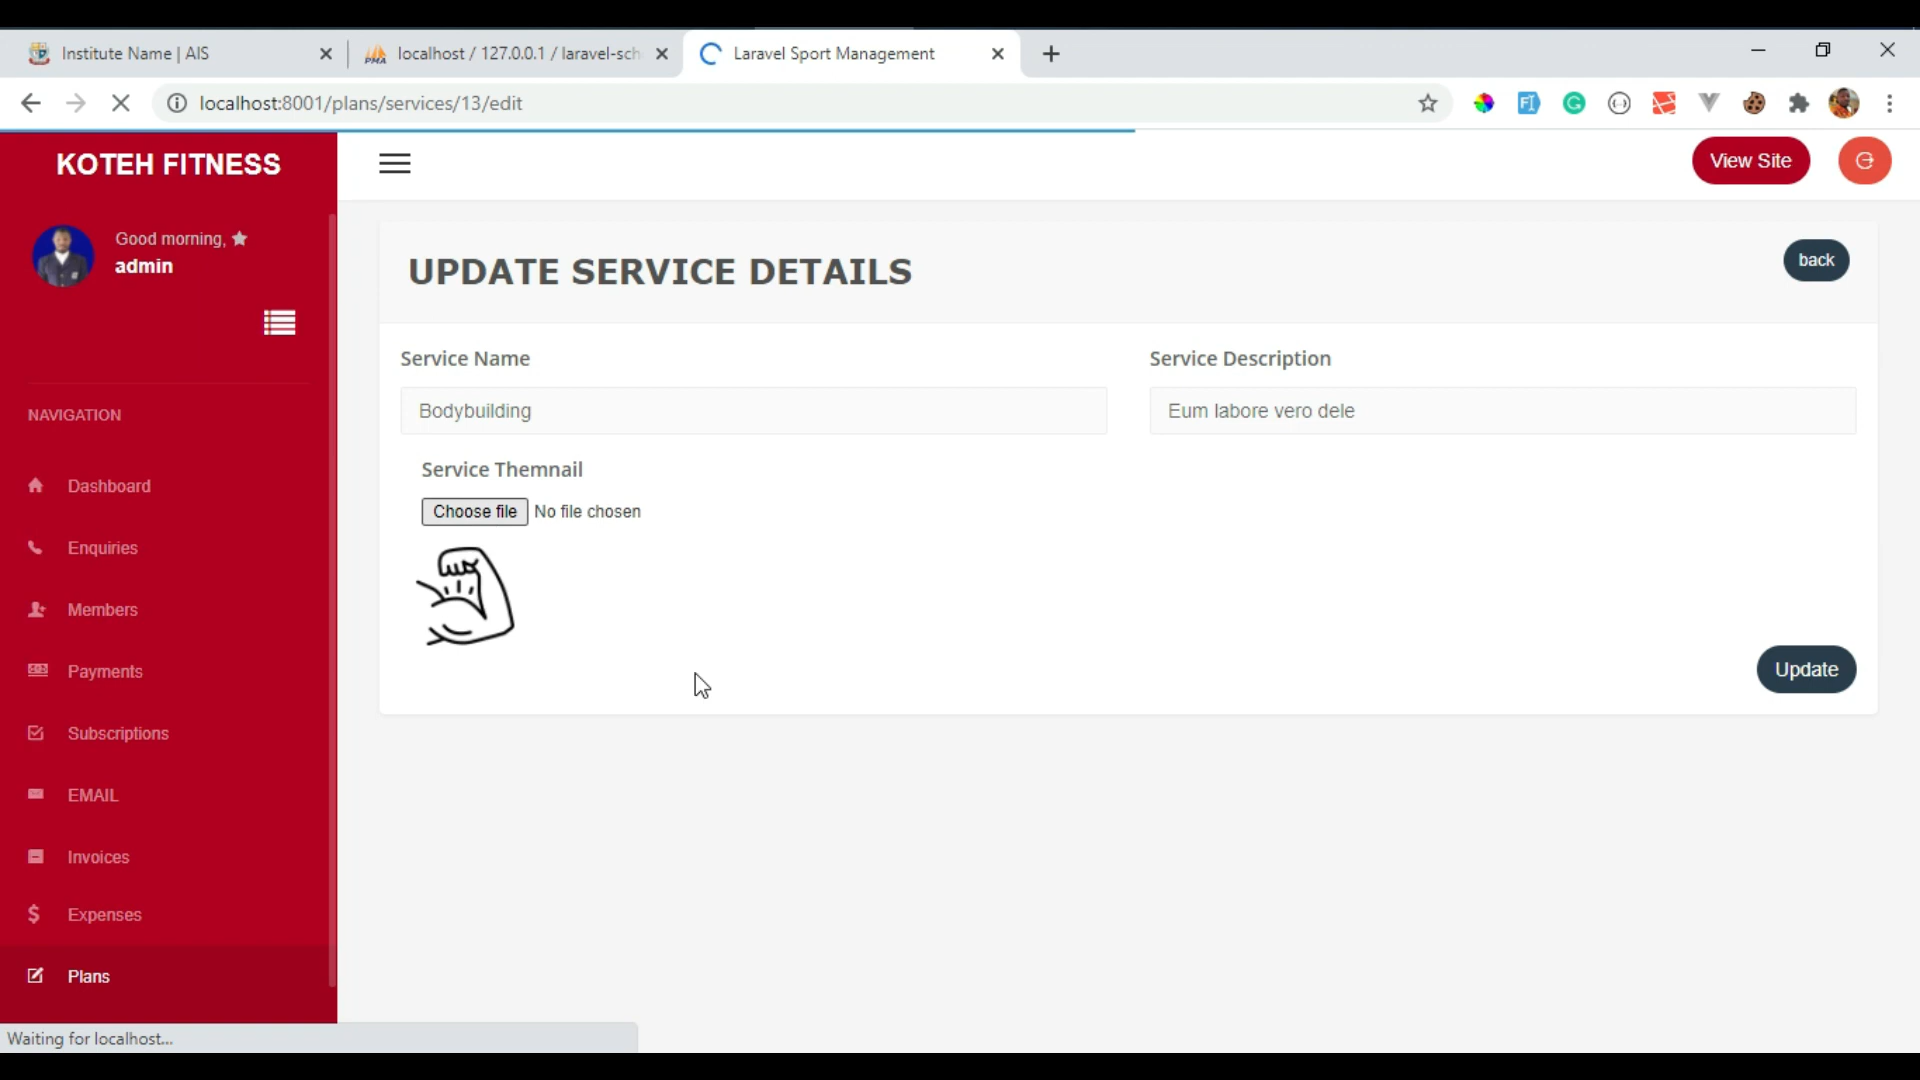 Institute Name | AIS
localhost / 127.0.0.1 / laravel-sch
Laravel Sport Management
localhost:8001/plans/services/13/edit
KOTEH FITNESS
View Site
Good morning,
admin
UPDATE SERVICE DETAILS
back
Service Name
Service Description
Bodybuilding
Eum labore vero dele
NAVIGATION
Service Themnail
Choose file No file chosen
Dashboard
Enquiries
Members
Payments
Update
Subscriptions
EMAIL
Invoices
Expenses
Plans
Waiting for localhost...